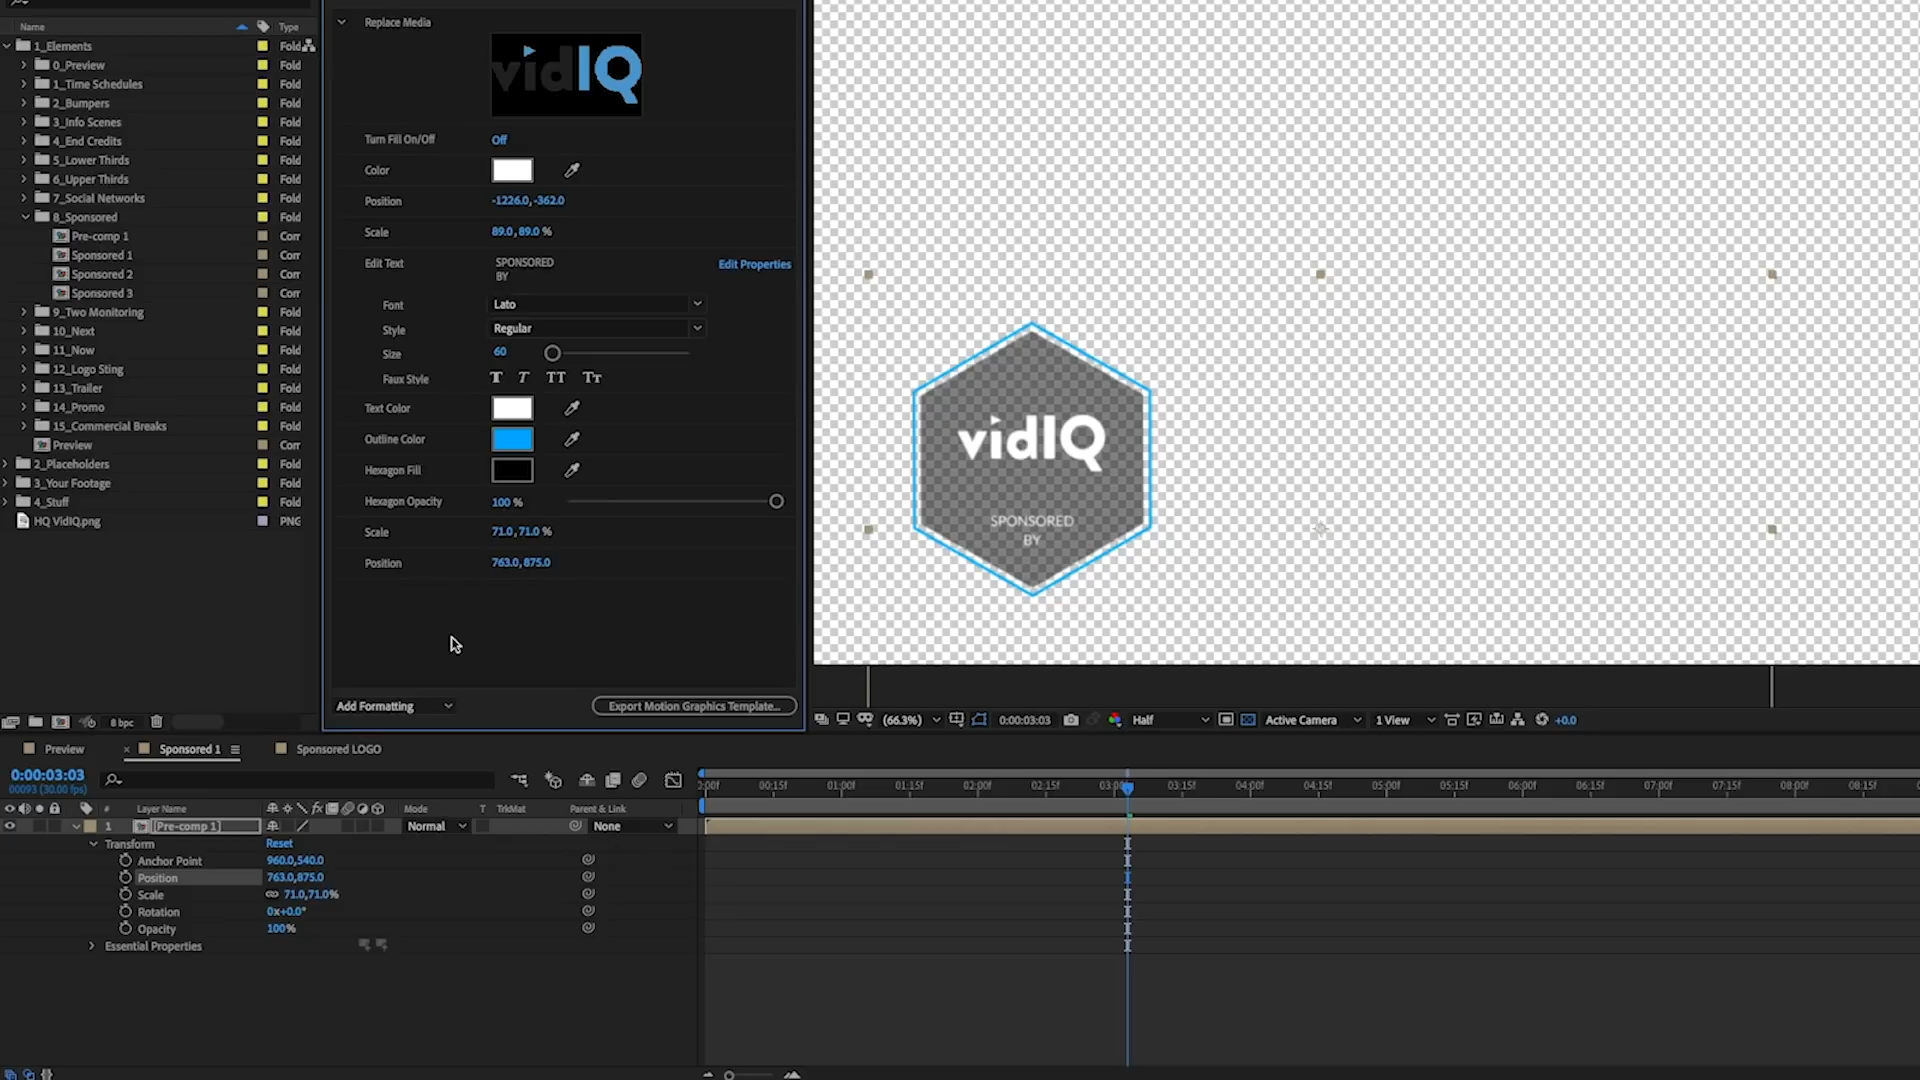 Name
Type
1_Elements
Fold
0_Preview
Fold
1_Time Schedules
Fold
2_Bumpers
Fold
3_Info Scenes
Fold
4_End Credits
Fold
5_Lower Thirds
Fold
6_Upper Thirds
Fold
7_Social Networks
Fold
8_Sponsored
Fold
Pre-comp 1
Com
Sponsored 1
Com
Sponsored 2
Com
Sponsored 3
Com
9_Two Monitoring
Fold
10_Next
Fold
11_Now
Fold
12_Logo Sting
Fold
13_Trailer
Fold
14_Promo
Fold
15_Commercial Breaks
Fold
Preview
Com
2_Placeholders
Fold
3_Your Footage
Fold
4_Stuff
Fold
HQ VidIQ.png
PNG
8 bpc
Replace Media
vidIQ
Turn Fill On/Off
Off
Color
Position
-1226.0,-362.0
Scale
89.0,89.0 %
Edit Text
SPONSORED
BY
Edit Properties
Font
Lato
Style
Regular
Size
60
Faux Style
T T TT Tт
Text Color
Outline Color
Hexagon Fill
Hexagon Opacity
100 %
Scale
71.0,71.0 %
Position
763.0,875.0
Add Formatting
Export Motion Graphics Template...
vidIQ
SPONSORED
BY
(66.3%)
0:00:03:03
Half
Active Camera
1 View
+0.0
Preview
Sponsored 1
Sponsored LOGO
0:00:03:03
00093 (30.00 fps)
#
Layer Name
fx
Mode
T
TrkMat
Parent & Link
1
[Pre-comp 1]
Normal
None
Transform
Reset
Anchor Point
960.0,540.0
Position
763.0,875.0
Scale
71.0,71.0%
Rotation
0x+0.0°
Opacity
100%
Essential Properties
:00f
00:15f
01:00f
01:15f
02:00f
02:15f
03:00f
03:15f
04:00f
04:15f
05:00f
05:15f
06:00f
06:15f
07:00f
07:15f
08:00f
08:15f